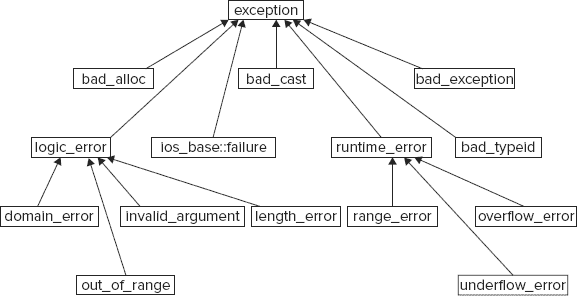 exception
bad_alloc
bad_cast
bad_exception
logic_error
ios_base::failure
runtime_error
bad_typeid
domain_error
invalid_argument
length_error
range_error
overflow_error
out_of_range
underflow_error